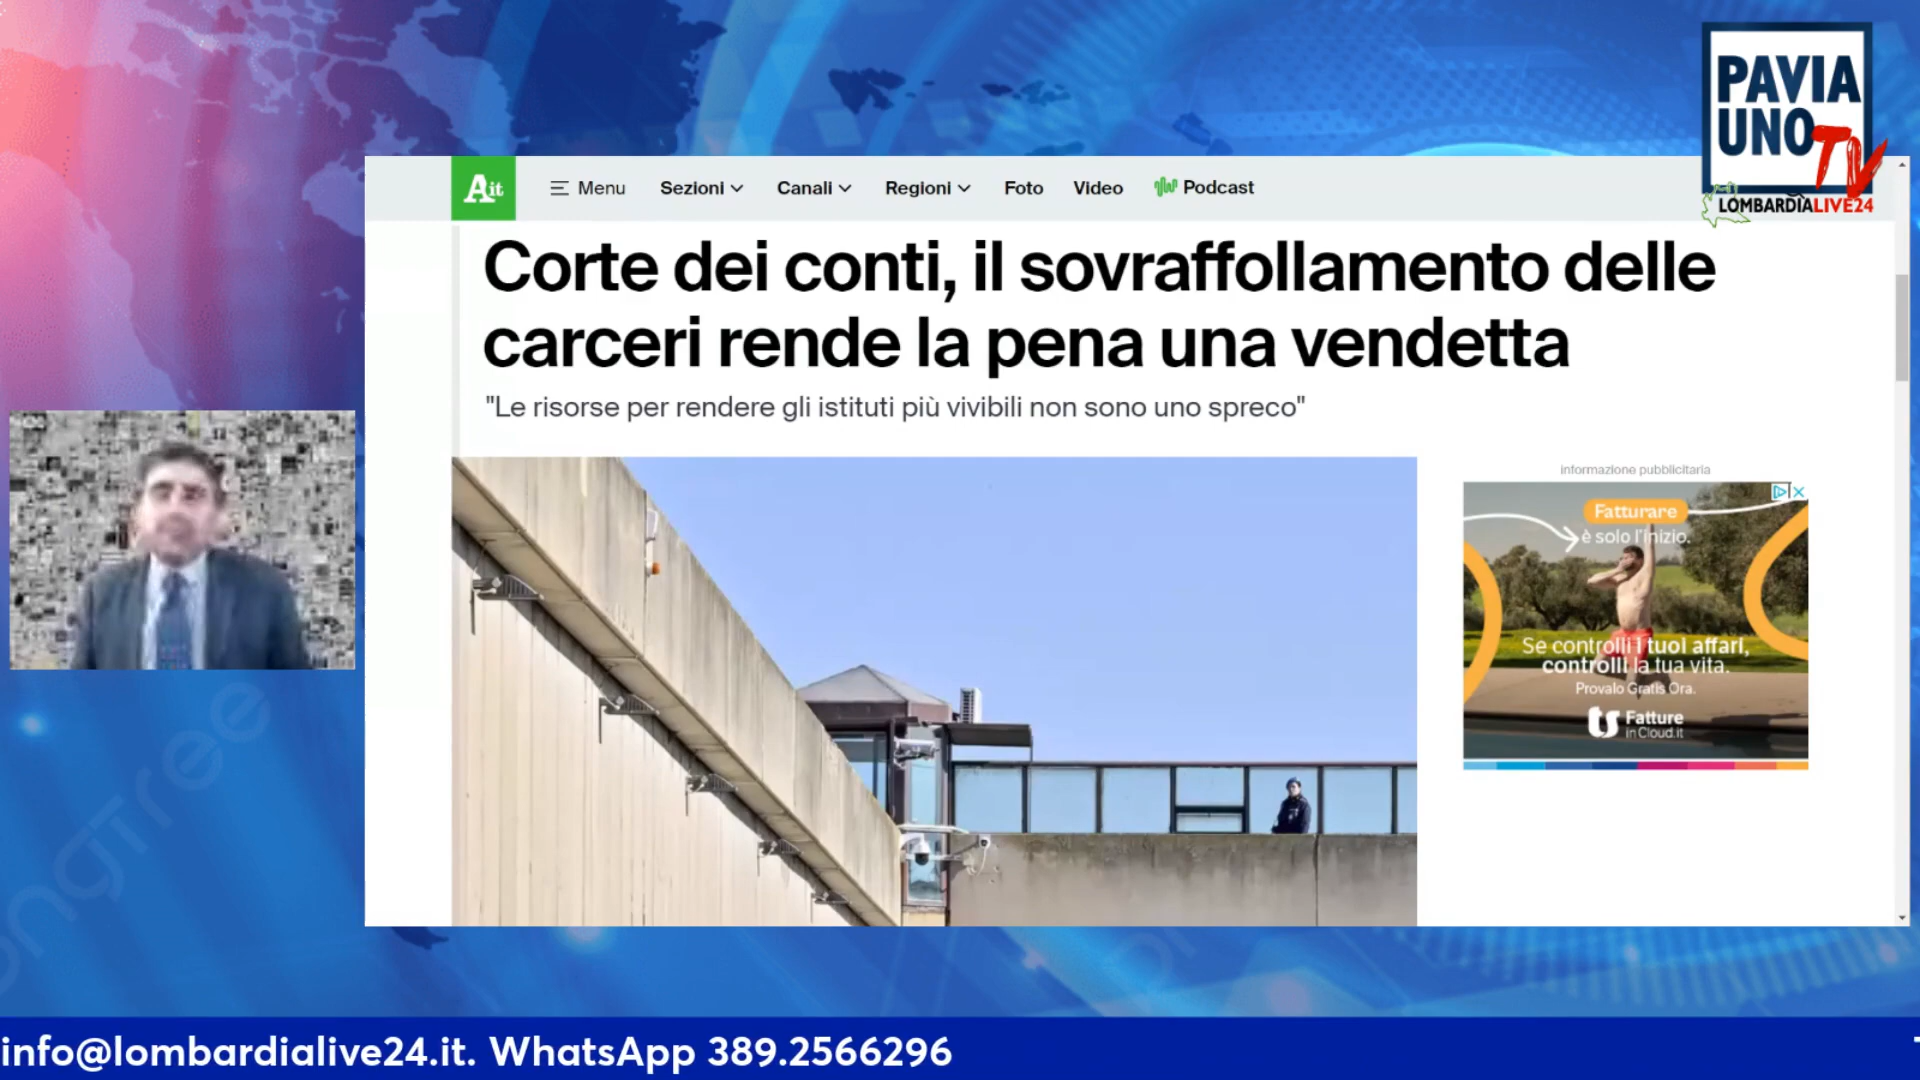 PAVIA
UNO
TV
LOMBARDIALIVE24
Ait
Menu
Sezioni
Canali
Regioni
Foto
Video
Podcast
Corte dei conti, il sovraffollamento delle
carceri rende la pena una vendetta
"Le risorse per rendere gli istituti più vivibili non sono uno spreco"
informazione pubblicitaria
Fatturare
è solo l'inizio.
Se controlli i tuoi affari,
controlli la tua vita.
Provalo Gratis Ora.
Fatture
in Cloud.it
info@lombardialive24.it. WhatsApp 389.2566296